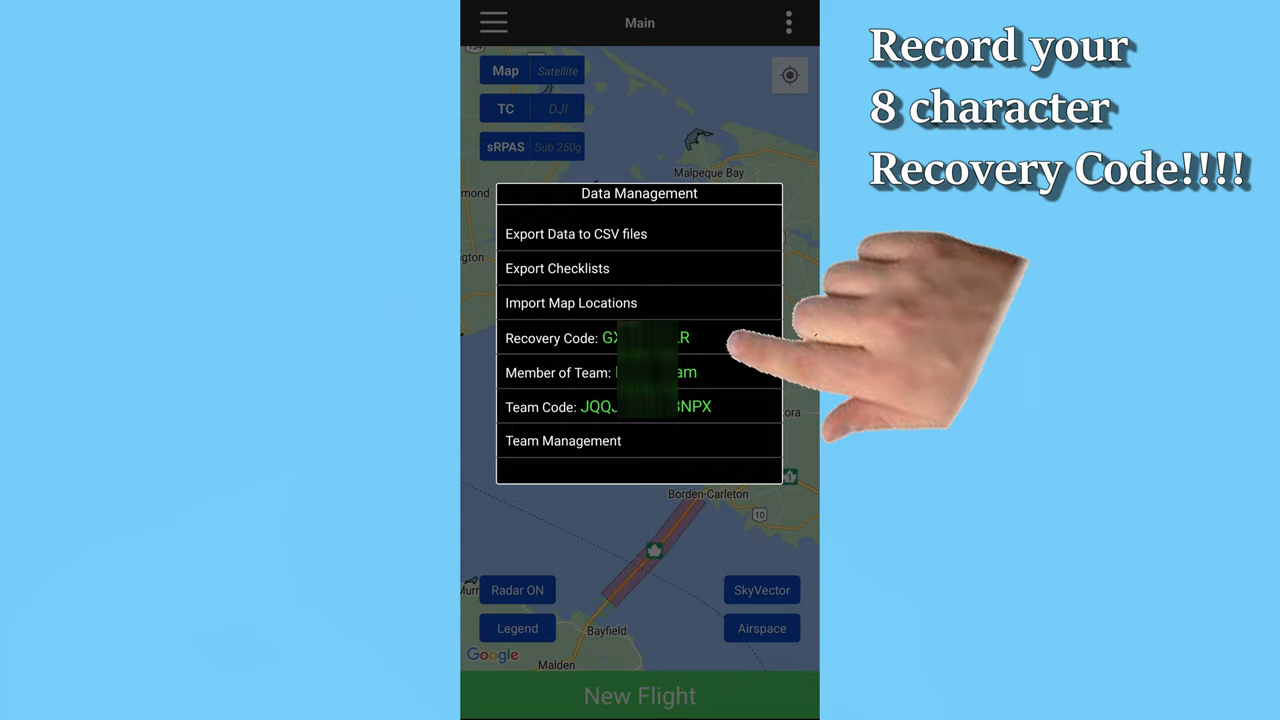 Main
Record your
8 character
Recovery Code!!!!
Map Satellite
TC DJI
sRPAS Sub 250g
Malpeque Bay
Data Management
Export Data to CSV files
Export Checklists
Import Map Locations
Recovery Code:
Member of Team:
Team Code:
Team Management
Borden-Carleton
1
10
Radar ON
SkyVector
Legend
Bayfield
Airspace
Google
Malden
New Flight